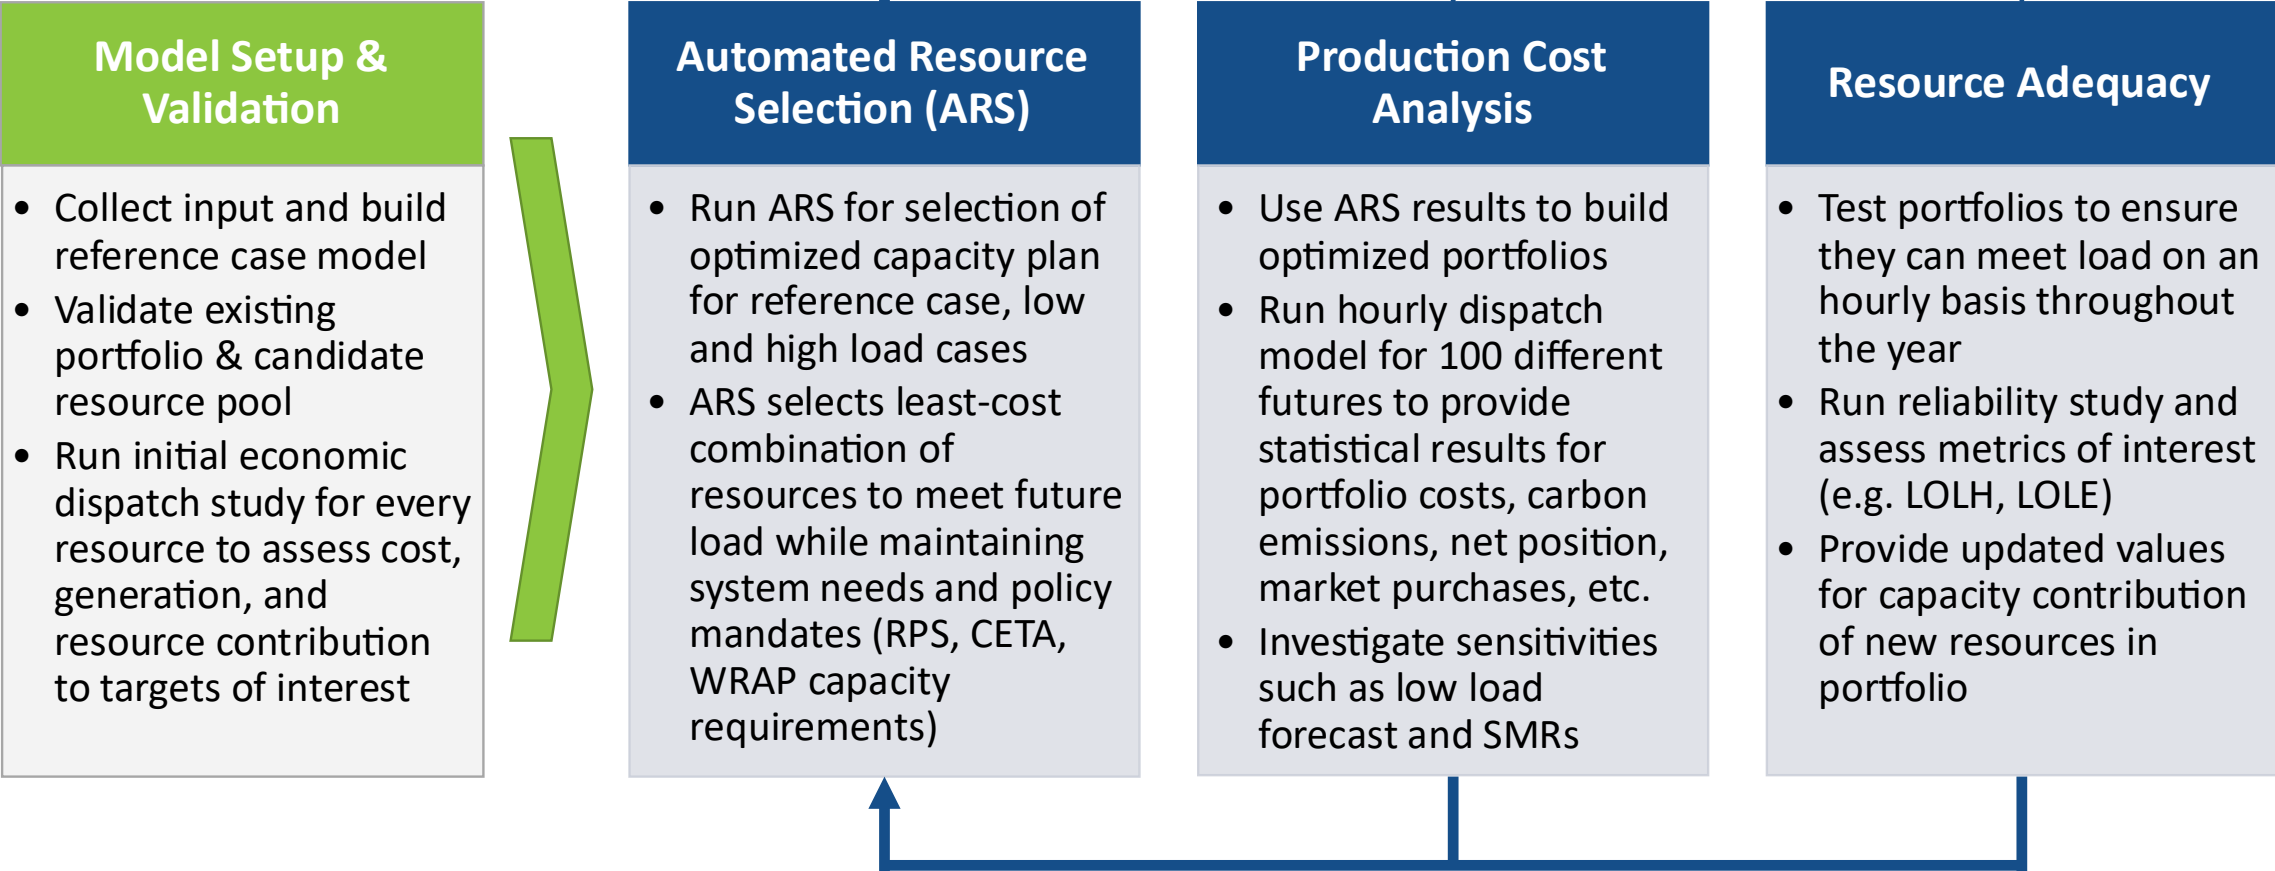 Model Setup &
Validation
• Collect input and build
reference case model
• Validate existing
portfolio & candidate
resource pool
• Run initial economic
dispatch study for every
resource to assess cost,
generation, and
resource contribution
to targets of interest
Automated Resource
Selection (ARS)
• Run ARS for selection of
optimized capacity plan
for reference case, low
and high load cases
• ARS selects least-cost
combination of
resources to meet future
load while maintaining
system needs and policy
mandates (RPS, CETA,
WRAP capacity
requirements)
Production Cost
Analysis
• Use ARS results to build
optimized portfolios
• Run hourly dispatch
model for 100 different
futures to provide
statistical results for
portfolio costs, carbon
emissions, net position,
market purchases, etc.
• Investigate sensitivities
such as low load
forecast and SMRs
Resource Adequacy
• Test portfolios to ensure
they can meet load on an
hourly basis throughout
the year
• Run reliability study and
assess metrics of interest
(e.g. LOLH, LOLE)
• Provide updated values
for capacity contribution
of new resources in
portfolio